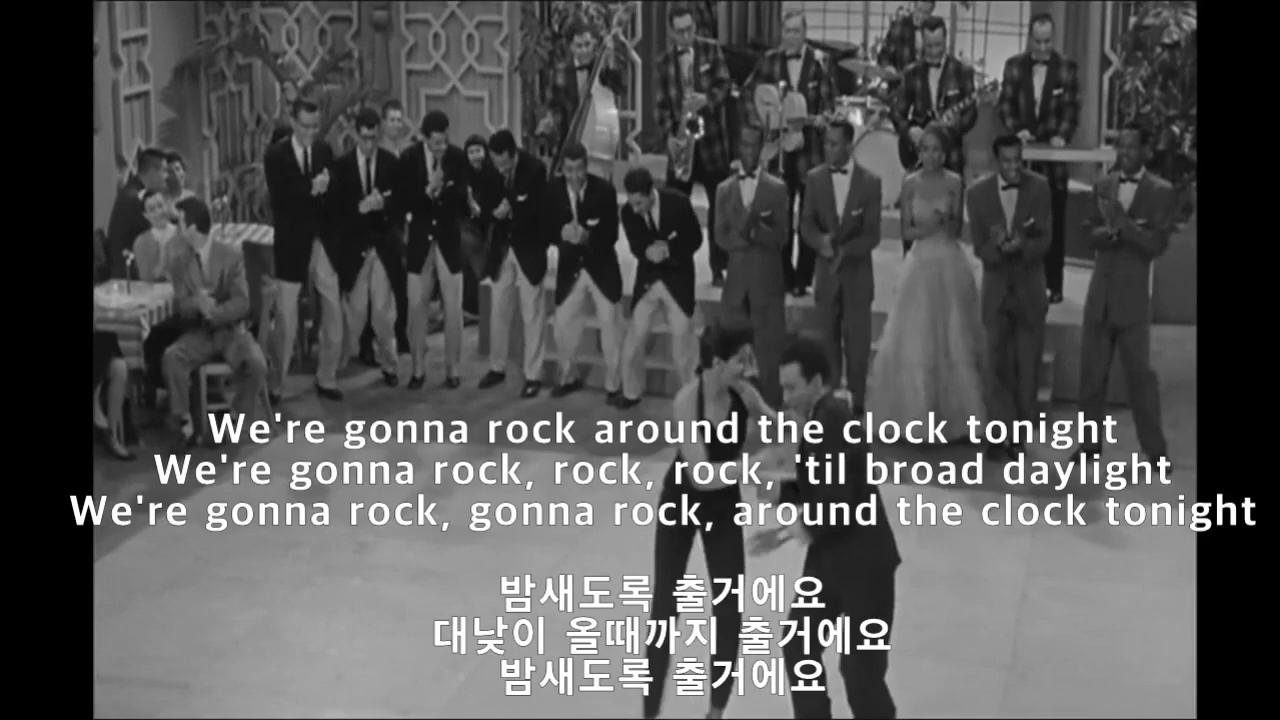 We're gonna rock around the clock tonight
We're gonna rock, rock, rock, 'til broad daylight
We're gonna rock, gonna rock, around the clock tonight
밤새도록 출거에요
대낮이 올때까지 출거에요
밤새도록 출거에요